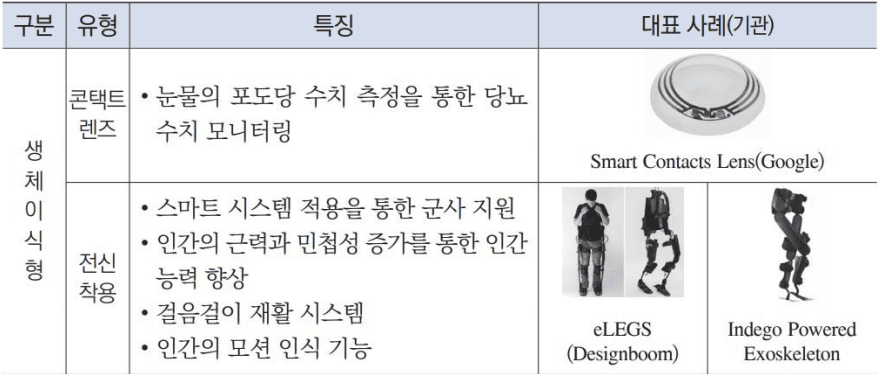 구분 유형 특징 대표 사례(기관)
생체이식형
콘택트
렌즈
• 눈물의 포도당 수치 측정을 통한 당뇨
수치 모니터링
Smart Contacts Lens(Google)
전신
착용
• 스마트 시스템 적용을 통한 군사 지원
• 인간의 근력과 민첩성 증가를 통한 인간
능력 향상
• 걸음걸이 재활 시스템
• 인간의 모션 인식 기능
eLEGS
(Designboom)
Indego Powered
Exoskeleton